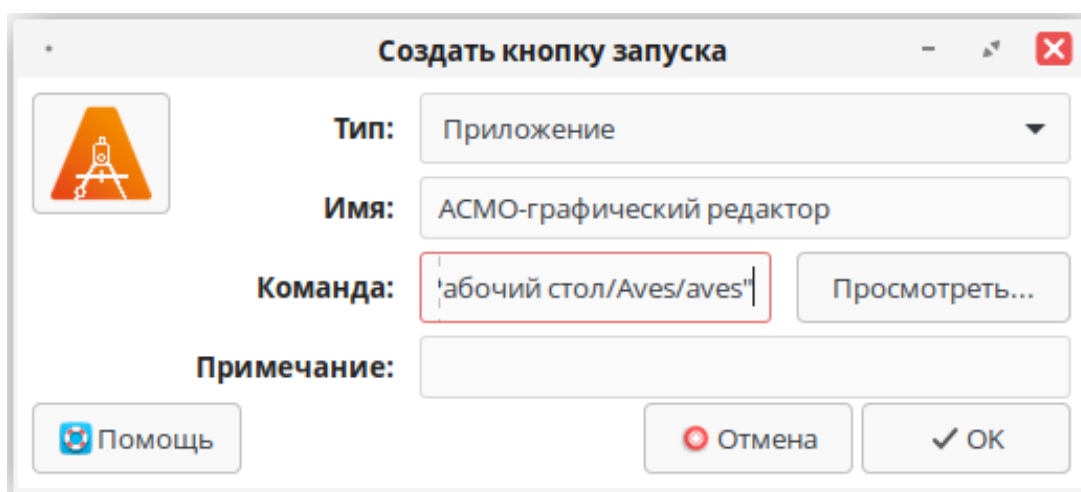 Создать кнопку запуска
Тип: Приложение
Имя: АСМО-графический редактор
Команда: абочий стол/Aves/aves" Просмотреть...
Примечание:
Помощь Отмена OK